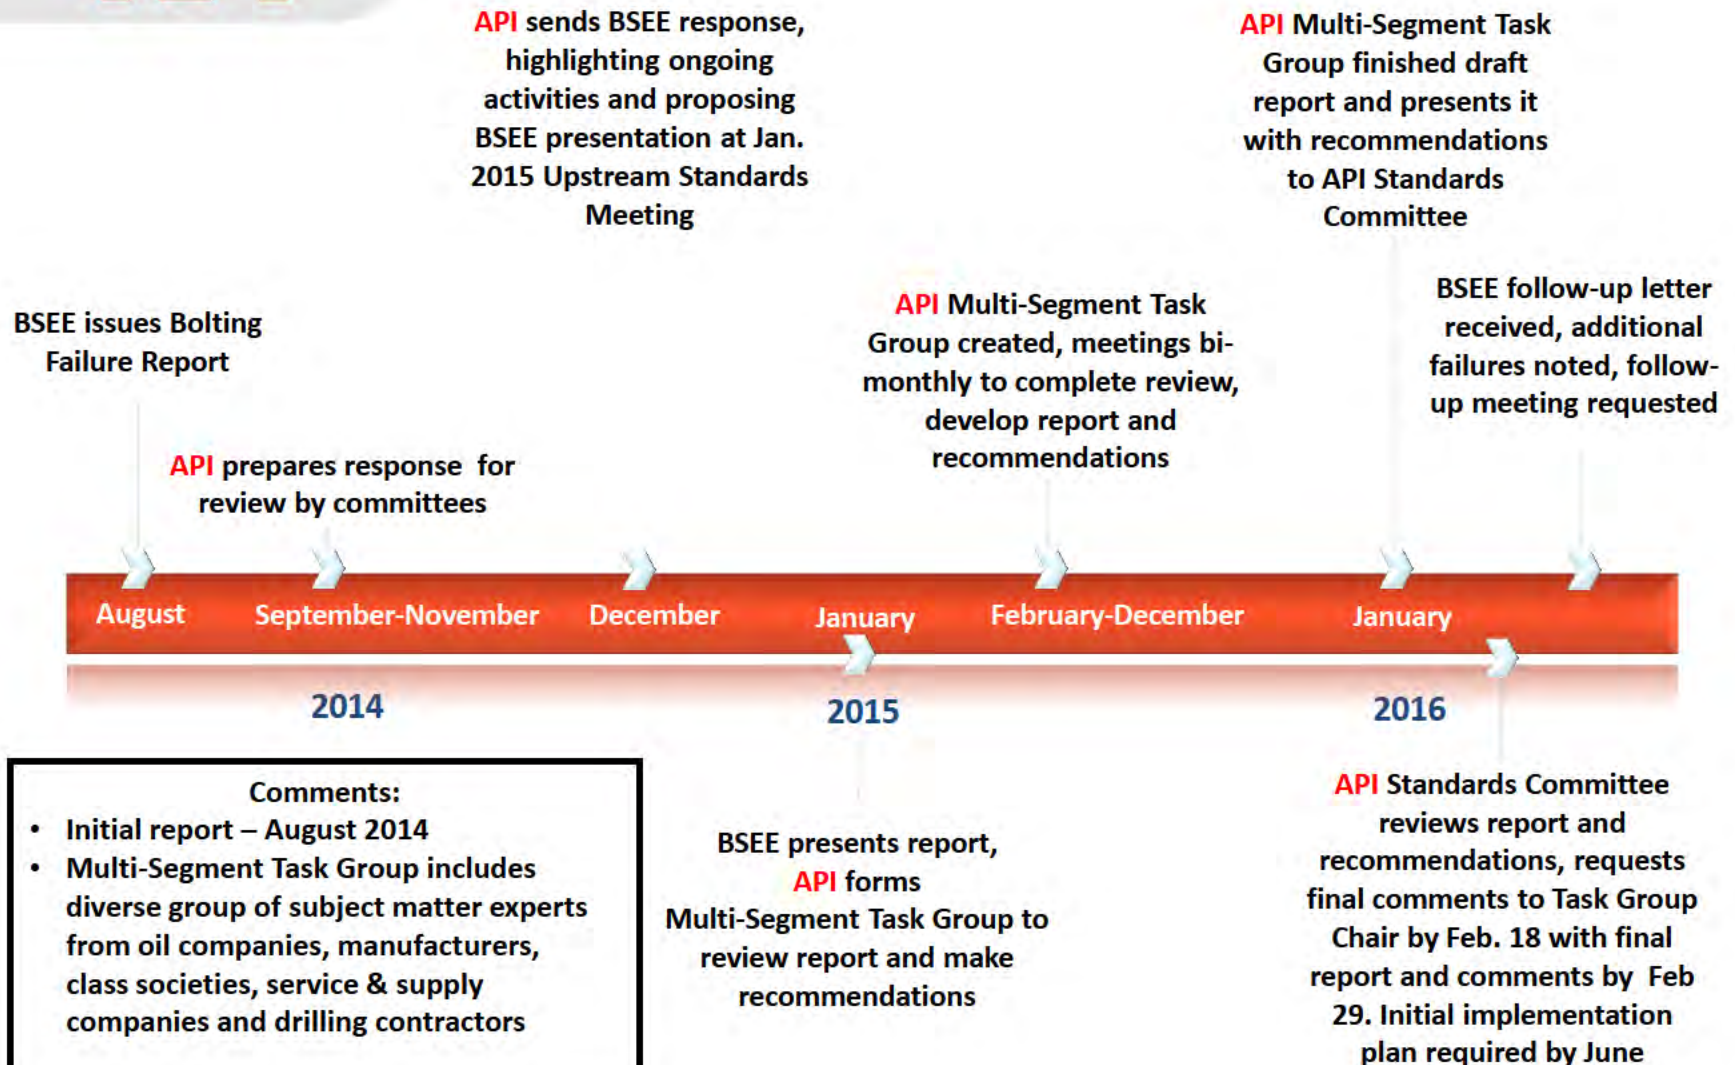 API sends BSEE response,
highlighting ongoing
activities and proposing
BSEE presentation at Jan.
2015 Upstream Standards
Meeting
API Multi-Segment Task
Group finished draft
report and presents it
with recommendations
to API Standards
Committee
BSEE issues Bolting
Failure Report
API prepares response for
review by committees
API Multi-Segment Task
Group created, meetings bi-
monthly to complete review,
develop report and
recommendations
BSEE follow-up letter
received, additional
failures noted, follow-
up meeting requested
August
September-November
December
January
February-December
January
2014
2015
2016
Comments:
• Initial report – August 2014
• Multi-Segment Task Group includes
diverse group of subject matter experts
from oil companies, manufacturers,
class societies, service & supply
companies and drilling contractors
BSEE presents report,
API forms
Multi-Segment Task Group to
review report and make
recommendations
API Standards Committee
reviews report and
recommendations, requests
final comments to Task Group
Chair by Feb. 18 with final
report and comments by Feb
29. Initial implementation
plan required by June